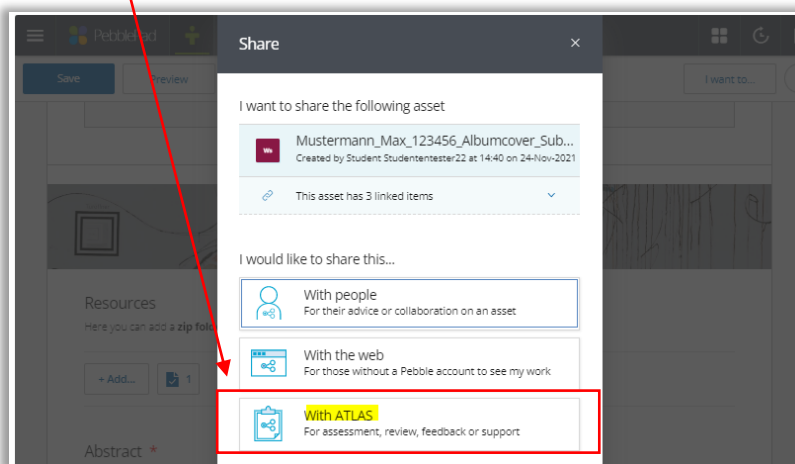 PebblePad
Share
×
Save
Preview
I want to...
I want to share the following asset
Mustermann_Max_123456_Albumcover_Sub...
Created by Student Studententester22 at 14:40 on 24-Nov-2021
This asset has 3 linked items
I would like to share this...
With people
For their advice or collaboration on an asset
Resources
Here you can add a zip fold
With the web
For those without a Pebble account to see my work
+ Add...
1
With ATLAS
For assessment, review, feedback or support
Abstract *